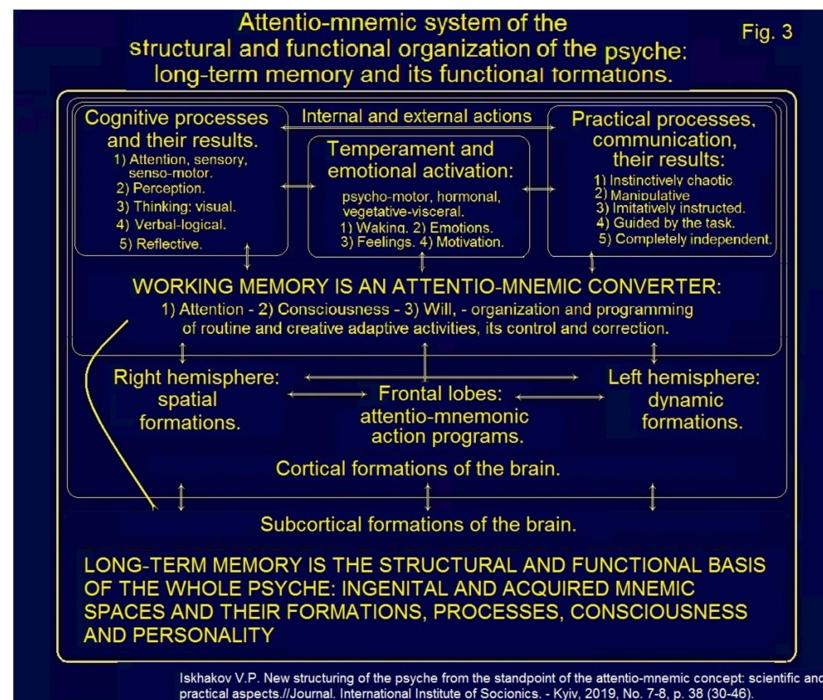 Attentio-mnemic system of the
structural and functional organization of the psyche:
long-term memory and its functional formations.
Fig. 3
Cognitive processes
and their results.
1) Attention, sensory,
senso-motor.
2) Perception.
3) Thinking: visual.
4) Verbal-logical.
5) Reflective.
Internal and external actions
Temperament and
emotional activation:
psycho-motor, hormonal,
vegetative-visceral.
1) Waking. 2) Emotions.
3) Feelings. 4) Motivation.
Practical processes,
communication,
their results:
1) Instinctively chaotic.
2) Manipulative
3) Imitatively instructed.
4) Guided by the task.
5) Completely independent.
WORKING MEMORY IS AN ATTENTIO-MNEMIC CONVERTER:
1) Attention - 2) Consciousness - 3) Will, - organization and programming
of routine and creative adaptive activities, its control and correction.
Right hemisphere:
spatial
formations.
Frontal lobes:
attentio-mnemonic
action programs.
Left hemisphere:
dynamic
formations.
Cortical formations of the brain.
Subcortical formations of the brain.
LONG-TERM MEMORY IS THE STRUCTURAL AND FUNCTIONAL BASIS
OF THE WHOLE PSYCHE: INGENITAL AND ACQUIRED MNEMIC
SPACES AND THEIR FORMATIONS, PROCESSES, CONSCIOUSNESS
AND PERSONALITY
Iskhakov V.P. New structuring of the psyche from the standpoint of the attentio-mnemic concept: scientific and
practical aspects.//Journal. International Institute of Socionics. - Kyiv, 2019, No. 7-8, p. 38 (30-46).